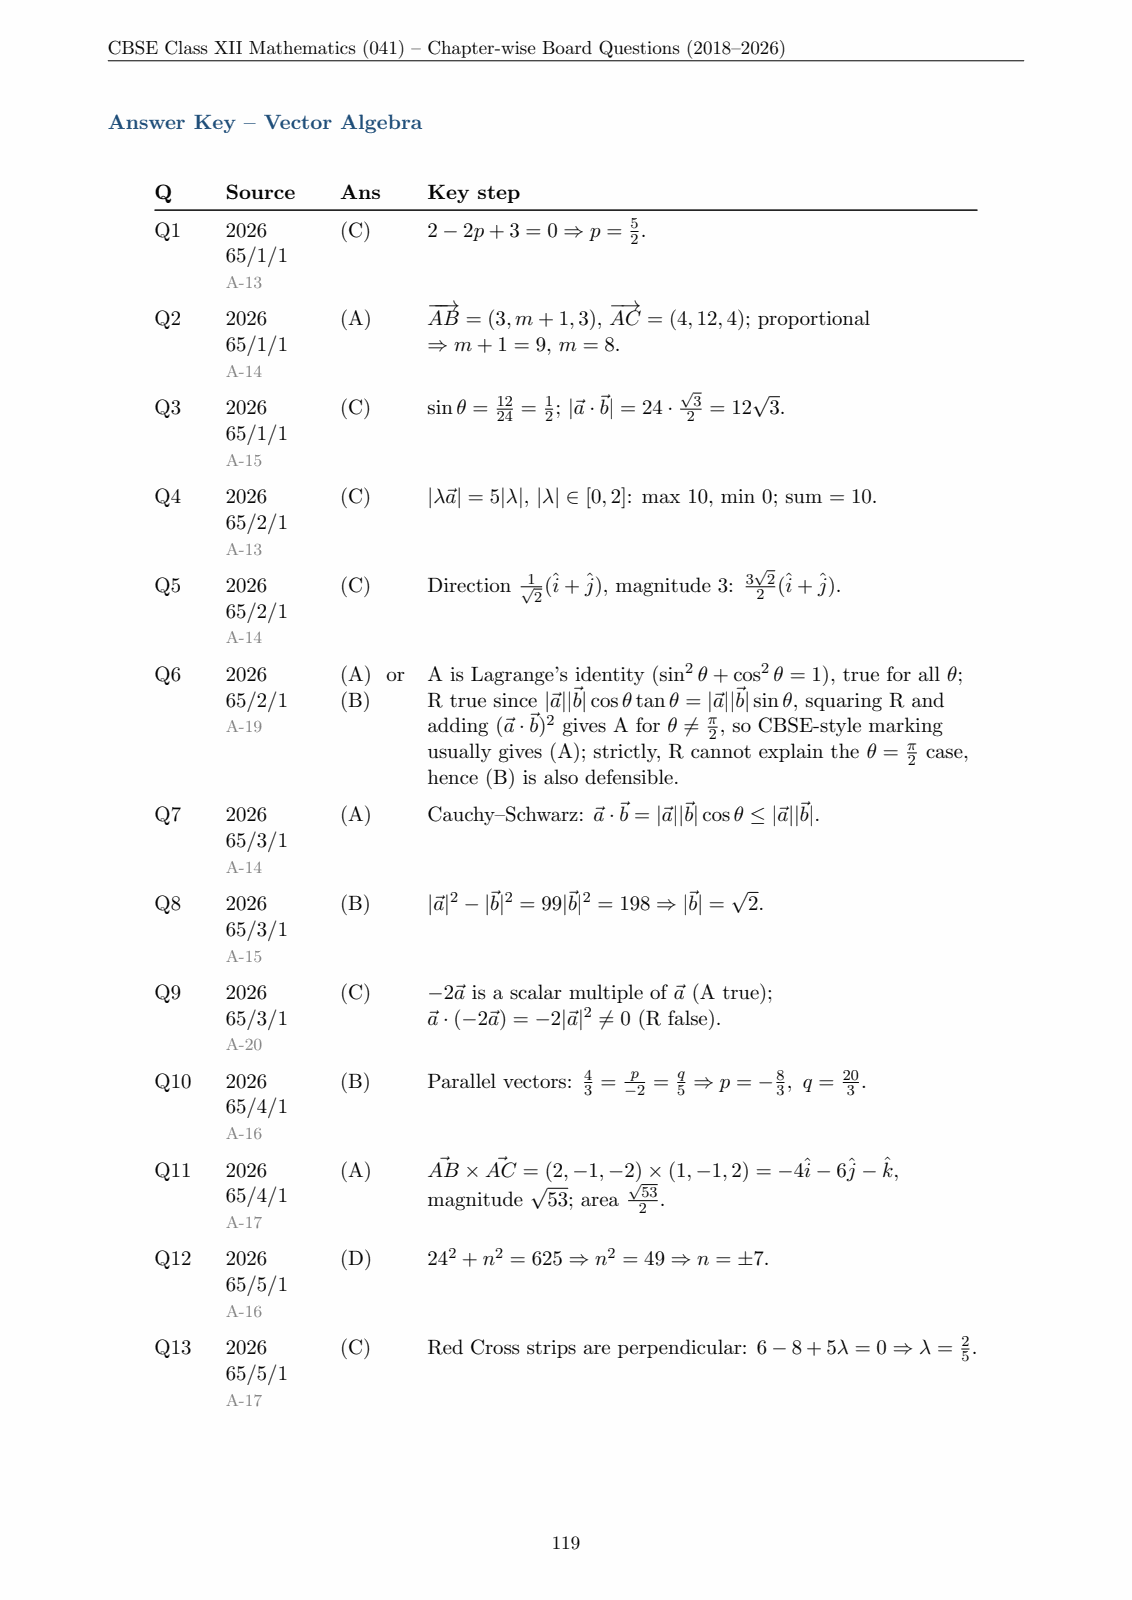 CBSE Class XII Mathematics (041) – Chapter-wise Board Questions (2018–2026)
Answer Key – Vector Algebra
Q Source Ans Key step
Q1 2026 (C) 2 − 2p + 3 = 0 ⇒ p = 5/2.
65/1/1
A-13
Q2 2026 (A) AB⃗ = (3, m + 1, 3), AC⃗ = (4, 12, 4); proportional
65/1/1 ⇒ m + 1 = 9, m = 8.
A-14
Q3 2026 (C) sin θ = 12/24 = 1/2; |a⃗ · b⃗| = 24 · √3/2 = 12√3.
65/1/1
A-15
Q4 2026 (C) |λa⃗| = 5|λ|, |λ| ∈ [0, 2]: max 10, min 0; sum = 10.
65/2/1
A-13
Q5 2026 (C) Direction 1/√2(î + ĵ), magnitude 3: 3√2/2(î + ĵ).
65/2/1
A-14
Q6 2026 (A) or A is Lagrange’s identity (sin² θ + cos² θ = 1), true for all θ;
65/2/1 (B) R true since |a⃗||b⃗| cos θ tan θ = |a⃗||b⃗| sin θ, squaring R and
A-19 adding (a⃗ · b⃗)² gives A for θ ≠ π/2, so CBSE-style marking
usually gives (A); strictly, R cannot explain the θ = π/2 case,
hence (B) is also defensible.
Q7 2026 (A) Cauchy–Schwarz: a⃗ · b⃗ = |a⃗||b⃗| cos θ ≤ |a⃗||b⃗|.
65/3/1
A-14
Q8 2026 (B) |a⃗|² − |b⃗|² = 99|b⃗|² = 198 ⇒ |b⃗| = √2.
65/3/1
A-15
Q9 2026 (C) −2a⃗ is a scalar multiple of a⃗ (A true);
65/3/1 a⃗ · (−2a⃗) = −2|a⃗|² ≠ 0 (R false).
A-20
Q10 2026 (B) Parallel vectors: 4/3 = p/−2 = q/5 ⇒ p = −8/3, q = 20/3.
65/4/1
A-16
Q11 2026 (A) AB⃗ × AC⃗ = (2, −1, −2) × (1, −1, 2) = −4î − 6ĵ − k̂,
65/4/1 magnitude √53; area √53/2.
A-17
Q12 2026 (D) 24² + n² = 625 ⇒ n² = 49 ⇒ n = ±7.
65/5/1
A-16
Q13 2026 (C) Red Cross strips are perpendicular: 6 − 8 + 5λ = 0 ⇒ λ = 2/5.
65/5/1
A-17
119